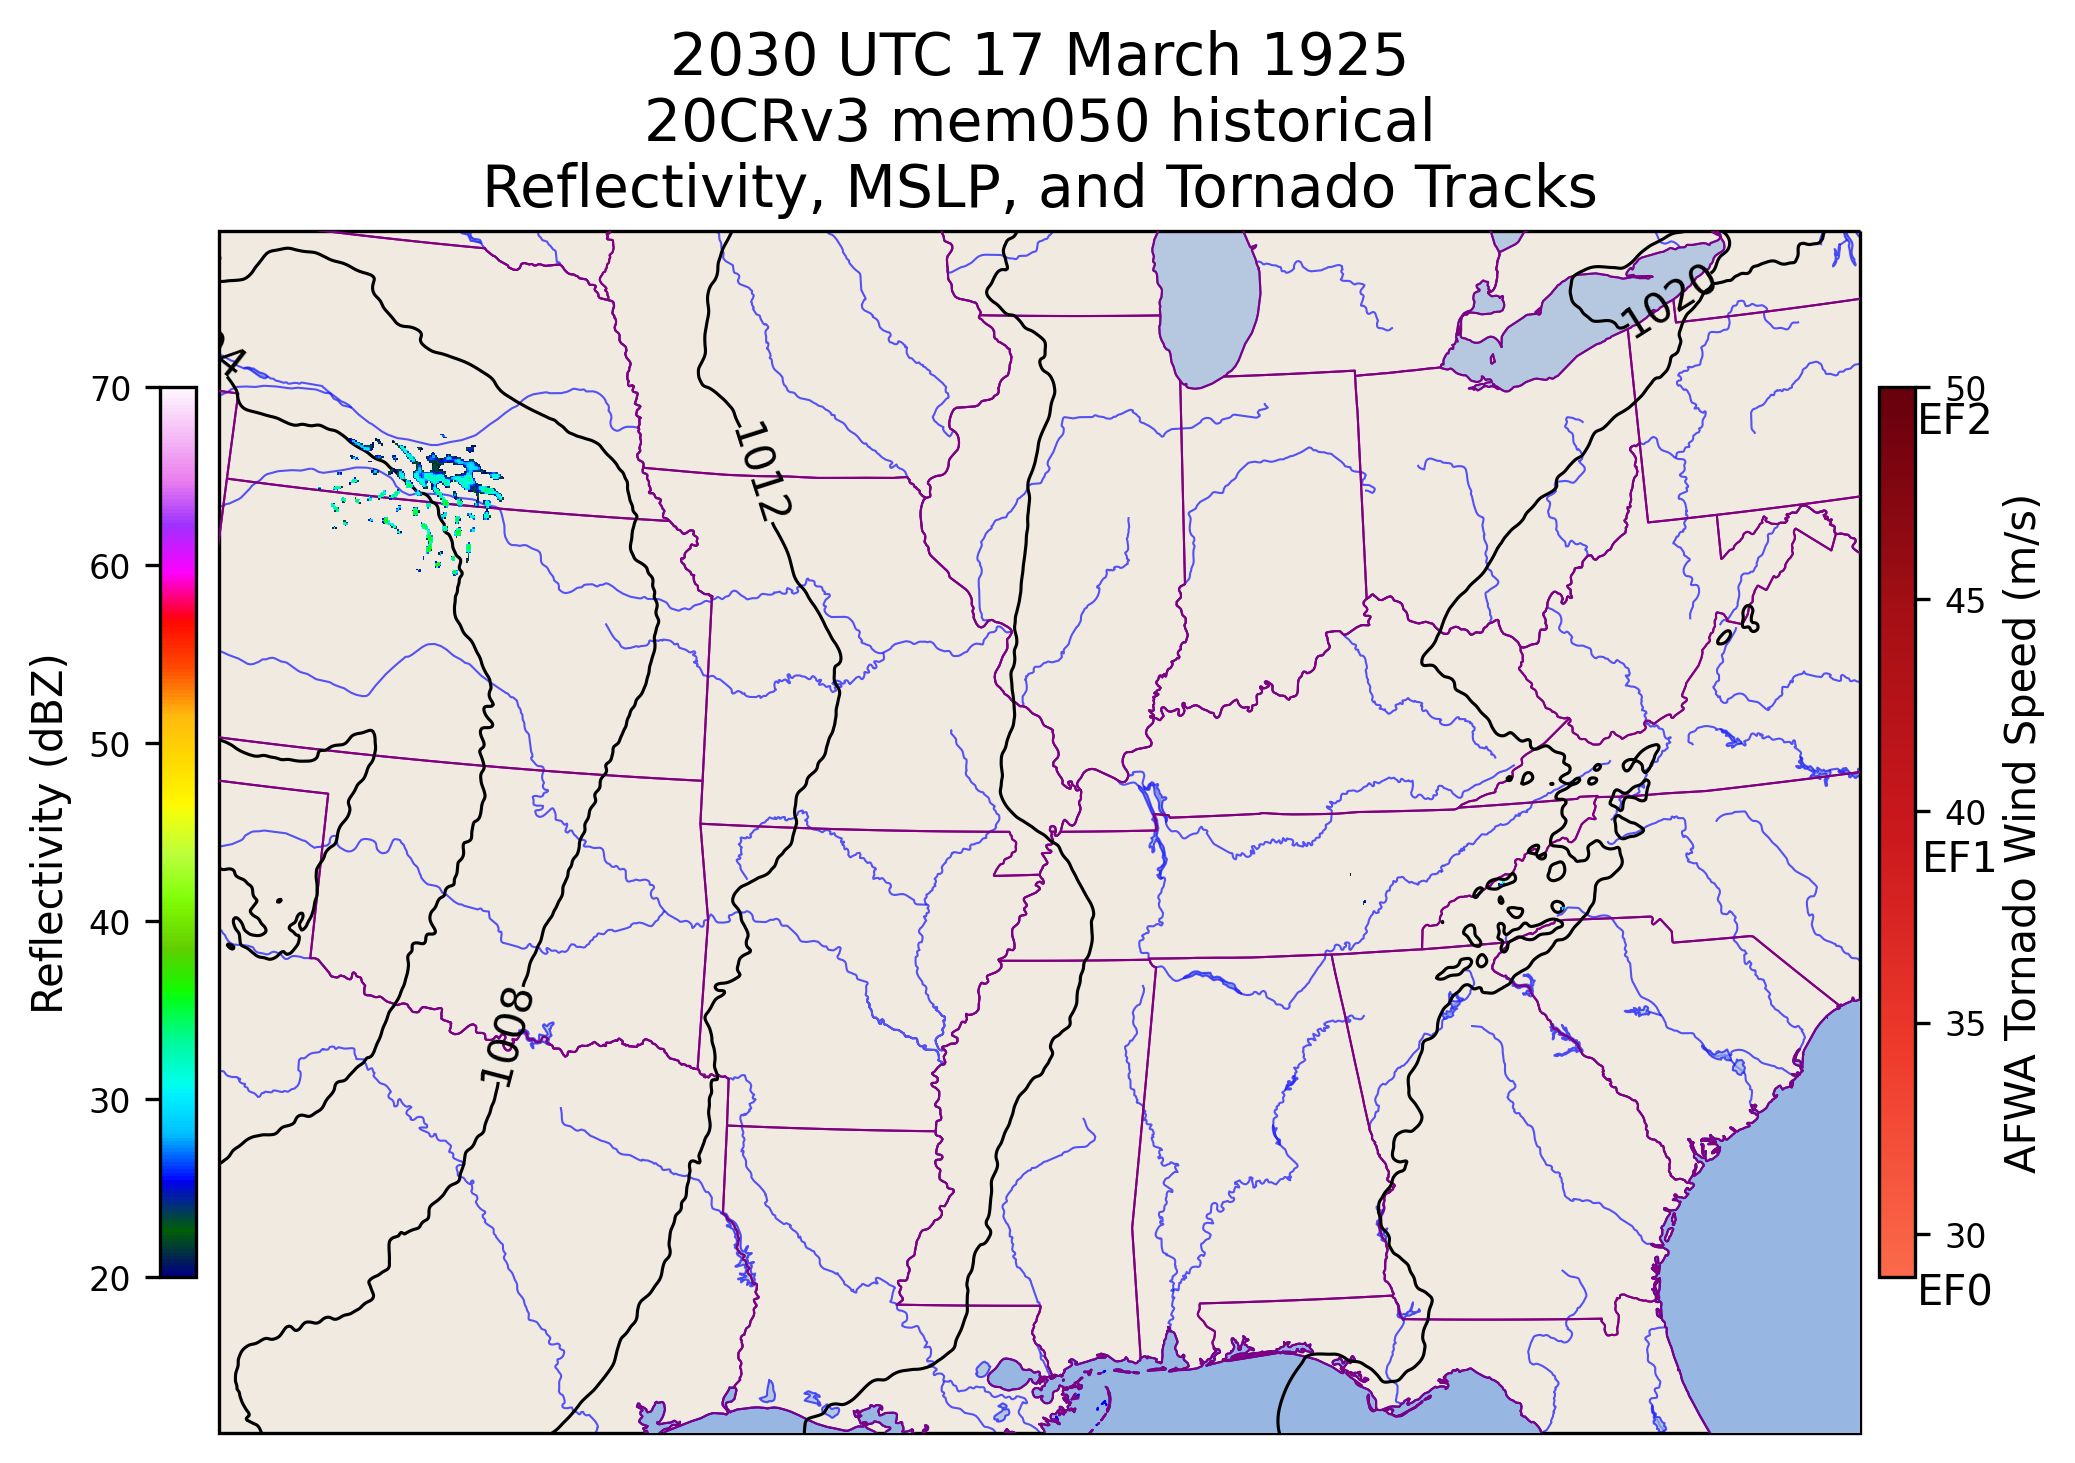 2030 UTC 17 March 1925
20CRv3 mem050 historical
Reflectivity, MSLP, and Tornado Tracks
1020
4
1012
1008
70
60
50
40
30
20
Reflectivity (dBZ)
50
EF2
45
40
EF1
35
30
EF0
AFWA Tornado Wind Speed (m/s)